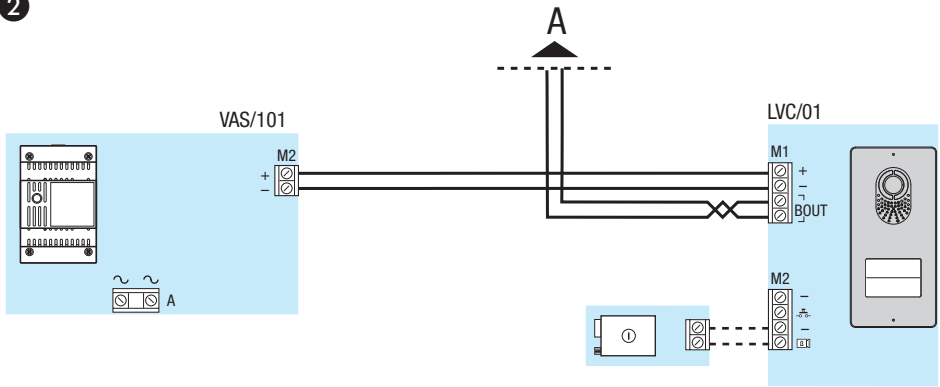 2
A
VAS/101
LVC/01
M2
+
–
M1
+
–
BOUT
A
M2
–
–